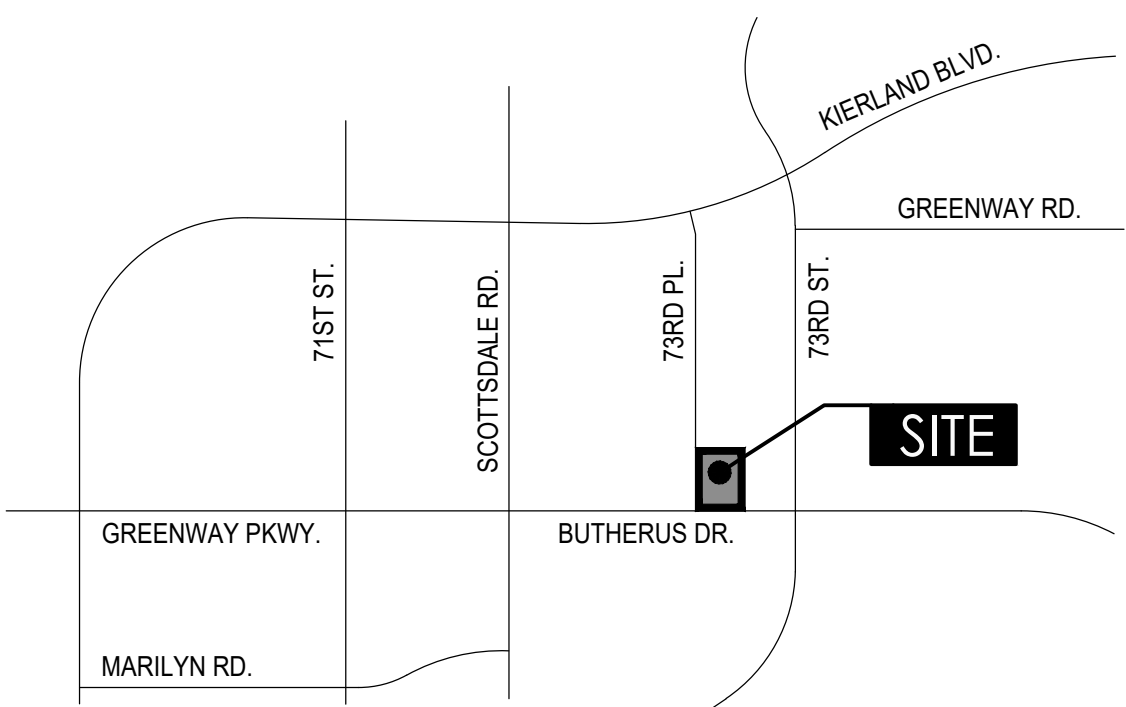 KIERLAND BLVD.
GREENWAY RD.
71ST ST.
SCOTTSDALE RD.
73RD PL.
73RD ST.
SITE
GREENWAY PKWY.
BUTHERUS DR.
MARILYN RD.